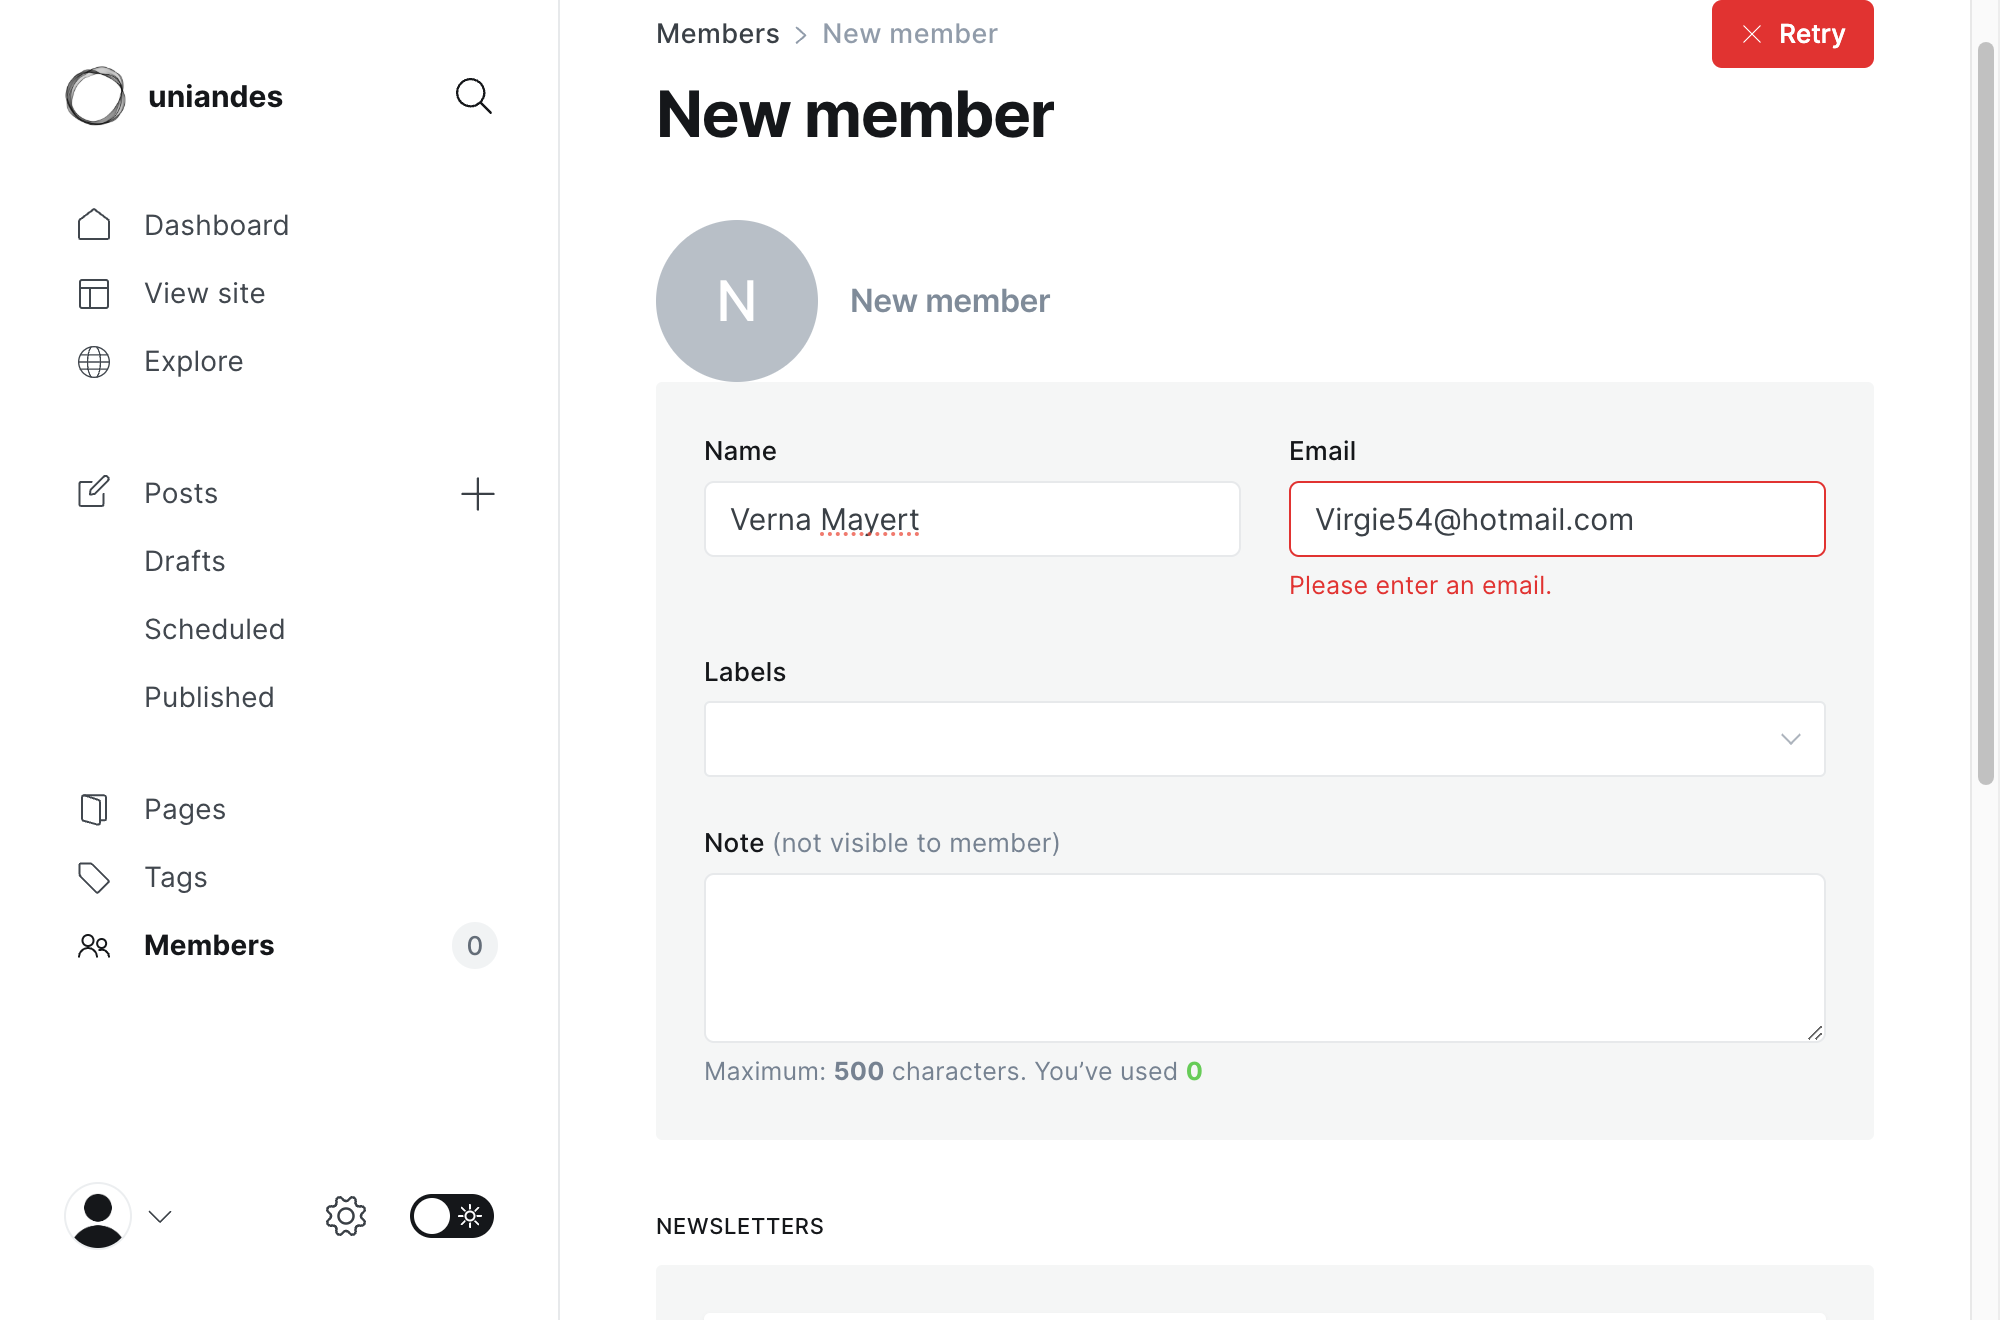 uniandes
Dashboard
View site
Explore
Posts
Drafts
Scheduled
Published
Pages
Tags
Members 0
Members > New member
Retry
New member
N
New member
Name
Verna Mayert
Email
Virgie54@hotmail.com
Please enter an email.
Labels
Note (not visible to member)
Maximum: 500 characters. You’ve used 0
NEWSLETTERS